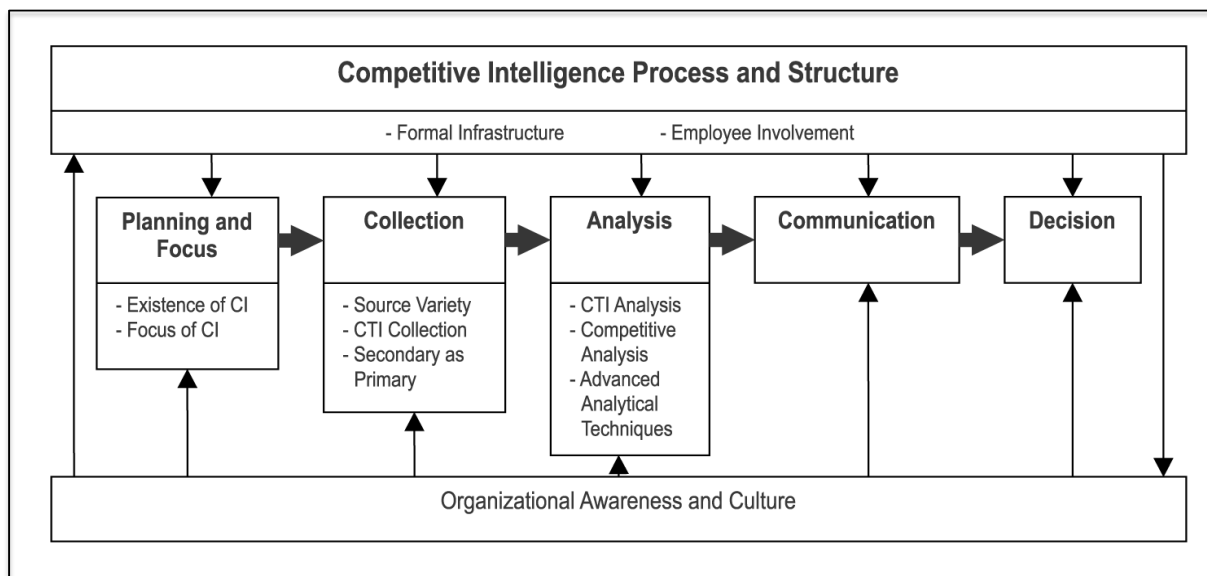 Competitive Intelligence Process and Structure
- Formal Infrastructure
- Employee Involvement
Planning and
Focus
- Existence of CI
- Focus of CI
Collection
- Source Variety
- CTI Collection
- Secondary as
Primary
Analysis
- CTI Analysis
- Competitive
Analysis
- Advanced
Analytical
Techniques
Communication
Decision
Organizational Awareness and Culture